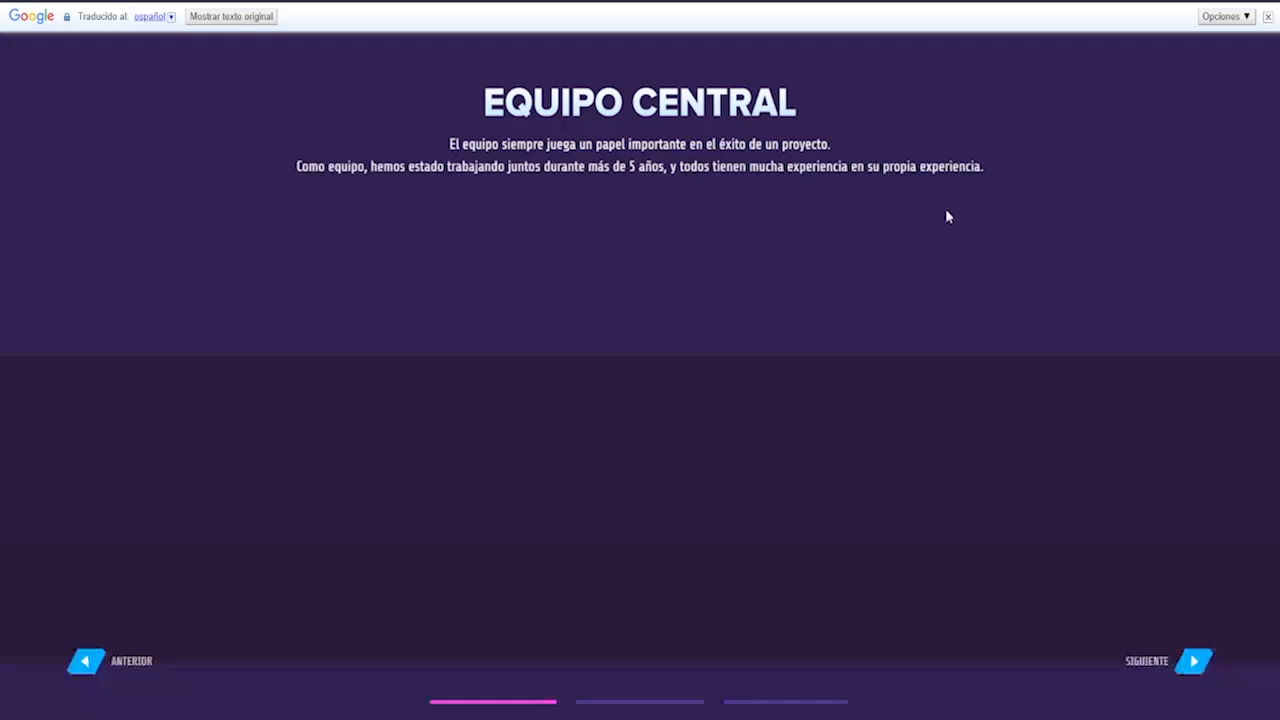 Google Traducido al: español Mostrar texto original Opciones ▼
EQUIPO CENTRAL
El equipo siempre juega un papel importante en el éxito de un proyecto.
Como equipo, hemos estado trabajando juntos durante más de 5 años, y todos tienen mucha experiencia en su propia experiencia.
ANTERIOR
SIGUIENTE